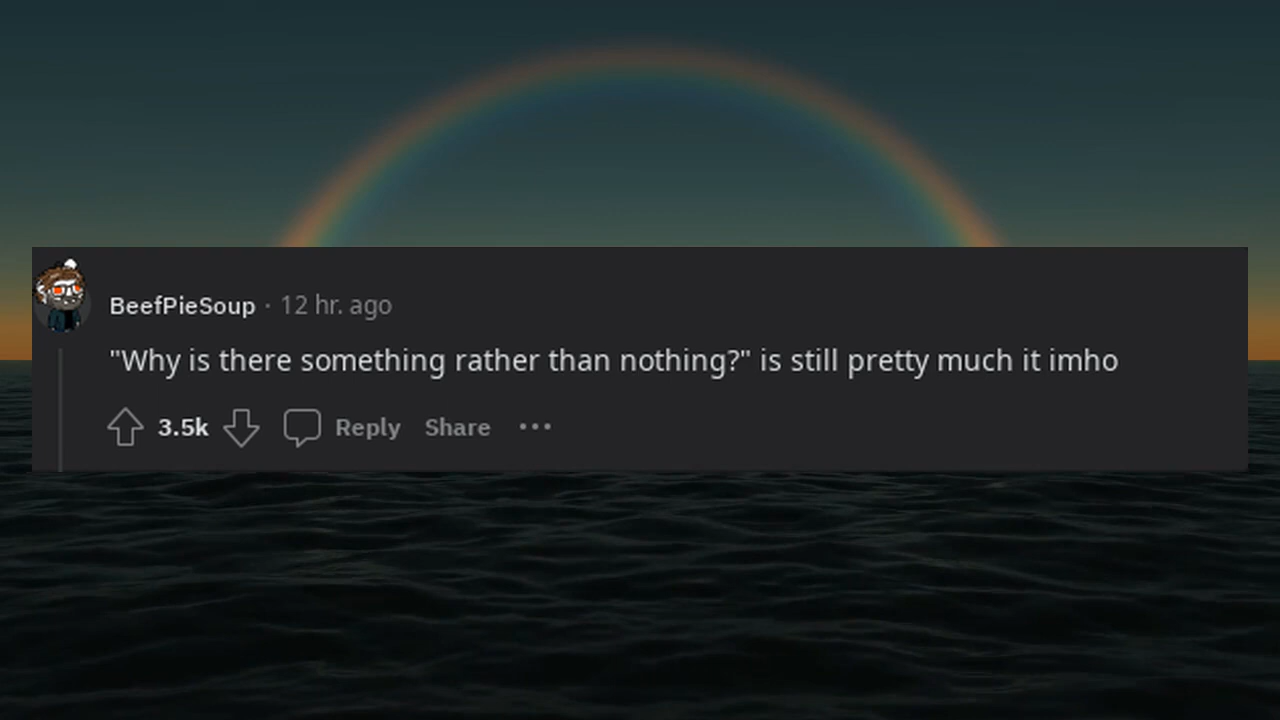 BeefPieSoup · 12 hr. ago
"Why is there something rather than nothing?" is still pretty much it imho
3.5k Reply Share ···